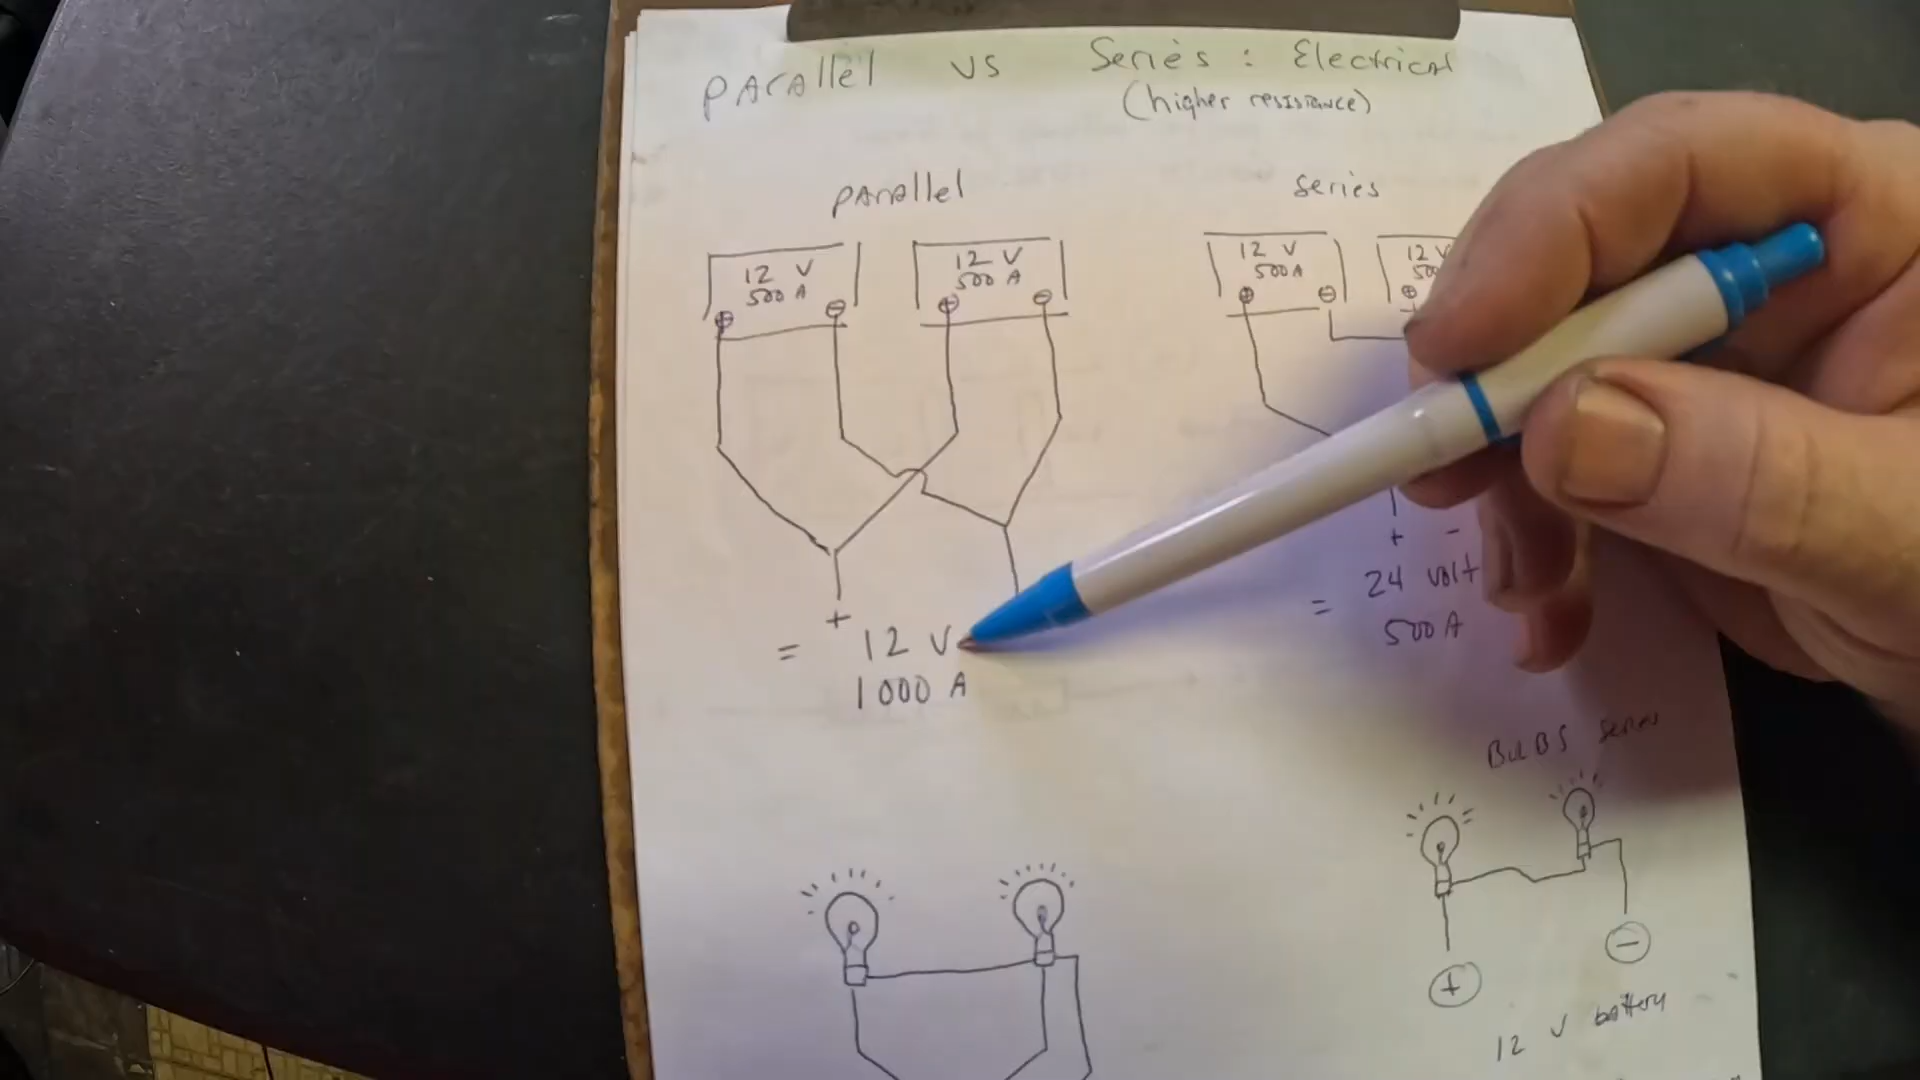 Parallel vs Series : Electrical
(higher resistance)
parallel
series
12 V
500 A
12 V
500 A
12 V
500 A
12 V
+ -
24 volt
= 500 A
+
= 12 V
1000 A
BULBS series
12 V battery